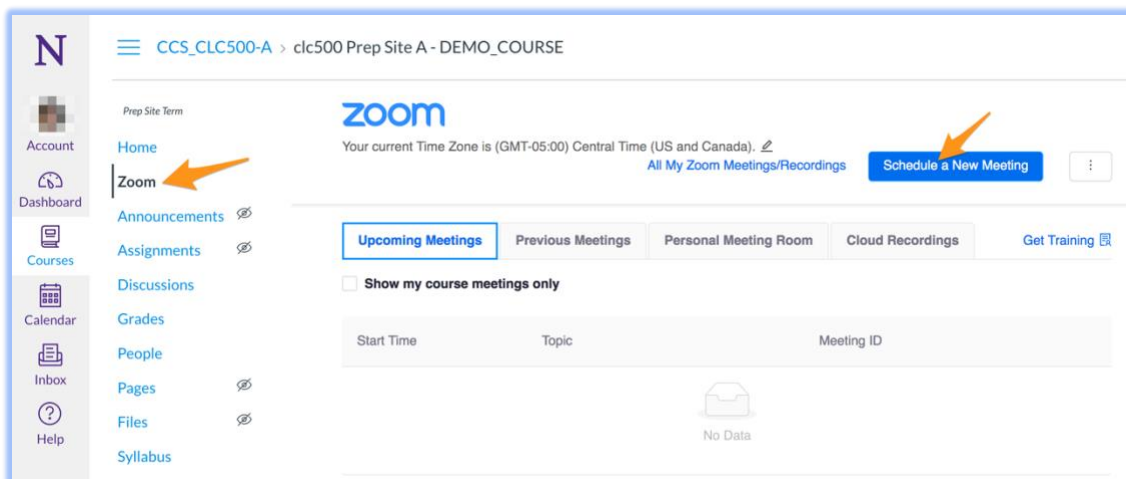 N
CCS_CLC500-A > clc500 Prep Site A - DEMO_COURSE
Account
Dashboard
Courses
Calendar
Inbox
Help
Prep Site Term
Home
Zoom
Announcements
Assignments
Discussions
Grades
People
Pages
Files
Syllabus
zoom
Your current Time Zone is (GMT-05:00) Central Time (US and Canada).
All My Zoom Meetings/Recordings
Schedule a New Meeting
Upcoming Meetings Previous Meetings Personal Meeting Room Cloud Recordings Get Training
Show my course meetings only
Start Time Topic Meeting ID
No Data